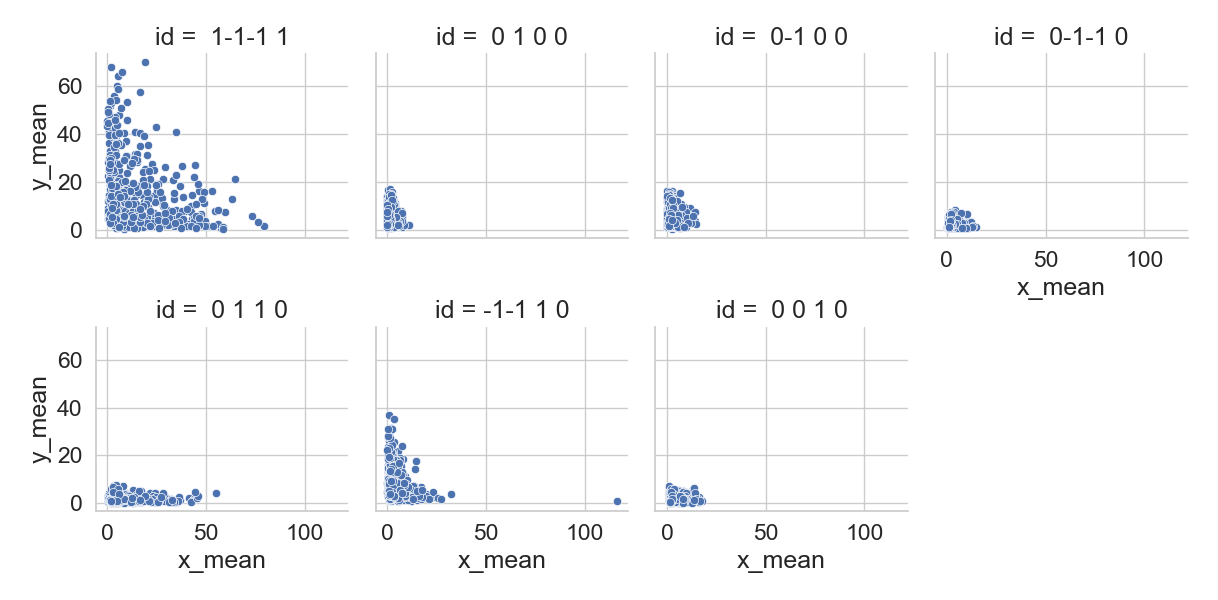 id =  1-1-1 1
id =  0 1 0 0
id =  0-1 0 0
id =  0-1-1 0
y_mean
60
40
20
0
0
50
100
x_mean
id =  0 1 1 0
id = -1-1 1 0
id =  0 0 1 0
y_mean
60
40
20
0
0
50
100
0
50
100
0
50
100
x_mean
x_mean
x_mean